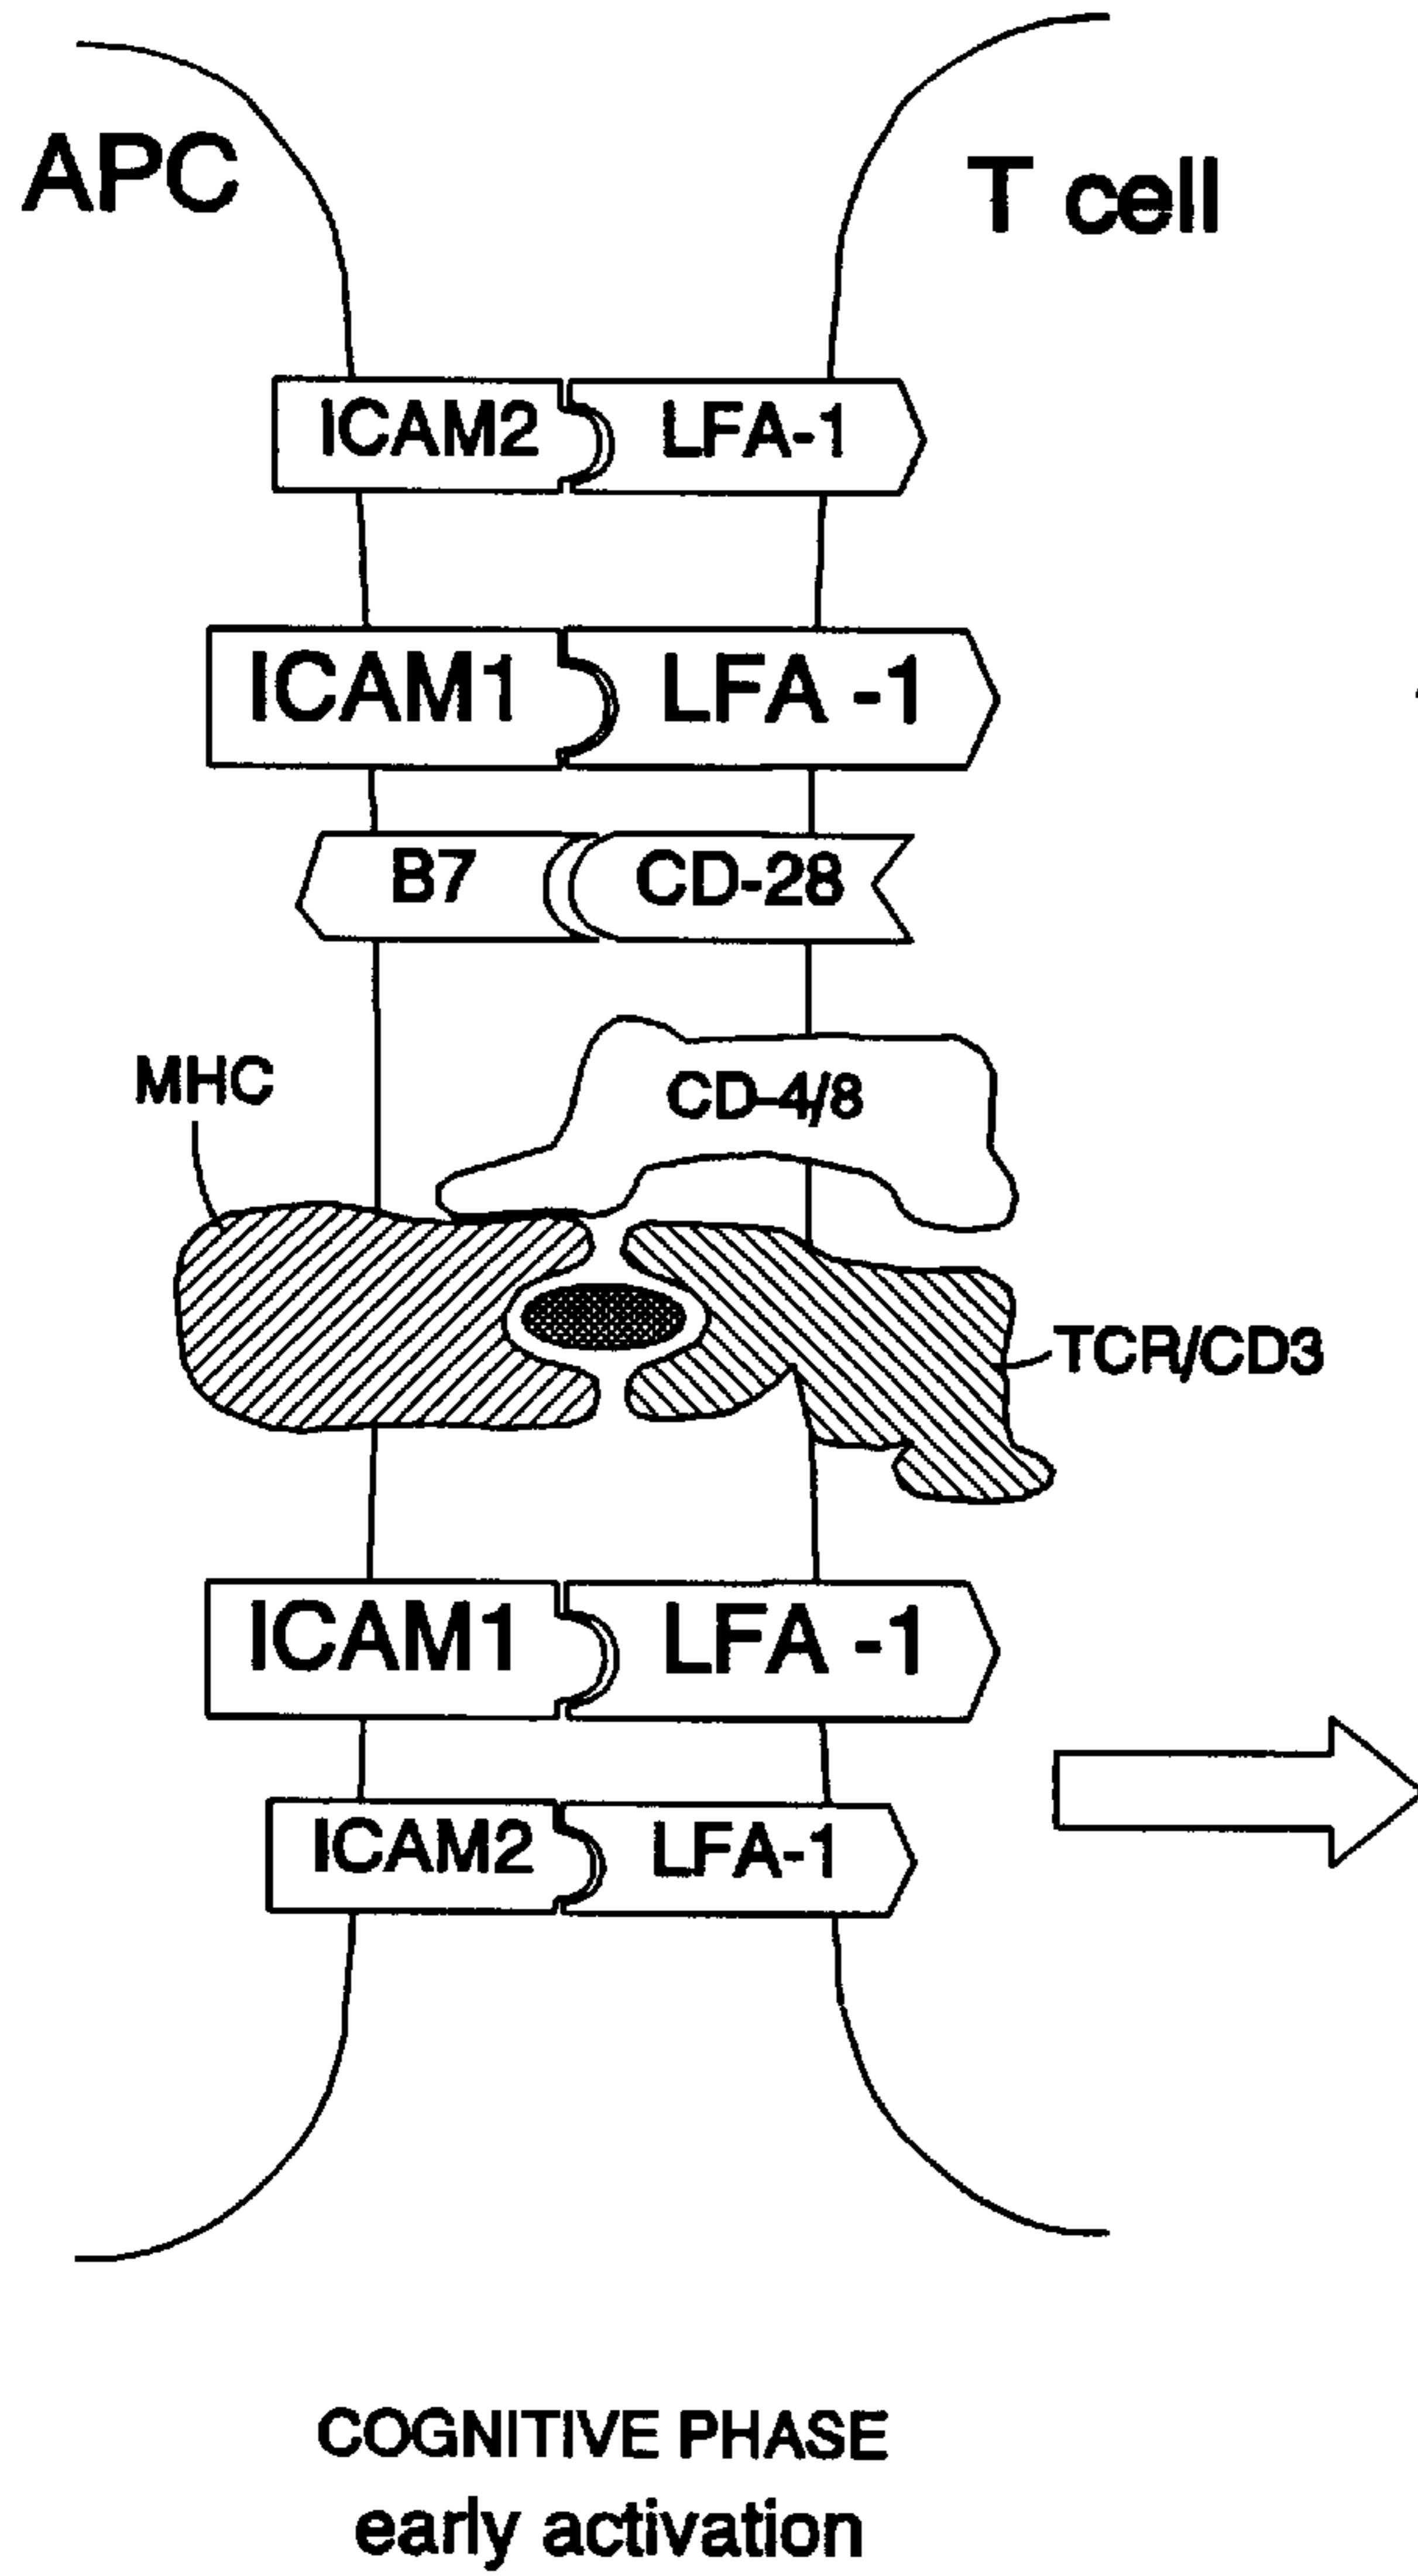 APC
T cell
ICAM2 LFA-1
ICAM1 LFA -1
B7 CD-28
MHC
CD-4/8
TCR/CD3
ICAM1 LFA -1
ICAM2 LFA-1
COGNITIVE PHASE
early activation